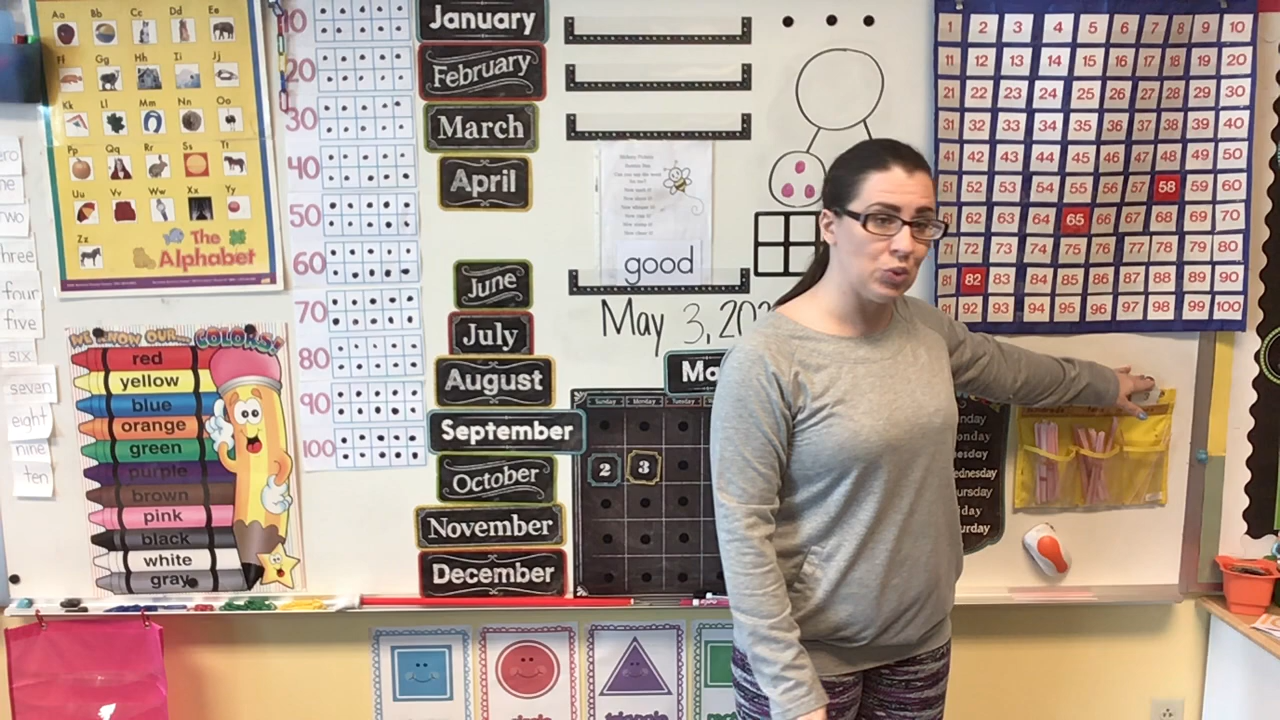 Aa Bb Cc Dd Ee
Ff Gg Hh Ii Jj
Kk Ll Mm Nn Oo
Pp Qq Rr Ss Tt
Uu Vv Ww Xx Yy
Zz
The
Alphabet
two
four
five
six
seven
eight
nine
ten
WE KNOW OUR... COLORS!
red
yellow
blue
orange
green
purple
brown
pink
black
white
gray
10
20
30
40
50
60
70
80
90
100
January
February
March
April
June
July
August
September
October
November
December
good
May 3, 20
Ma
Sunday Monday Tuesday
2 3
1 2 3 4 5 6 7 8 9 10
11 12 13 14 15 16 17 18 19 20
21 22 23 24 25 26 27 28 29 30
31 32 33 34 35 36 37 38 39 40
41 42 43 44 45 46 47 48 49 50
51 52 53 54 55 56 57 58 59 60
61 62 63 64 65 66 67 68 69 70
71 72 73 74 75 76 77 78 79 80
81 82 83 84 85 86 87 88 89 90
92 93 94 95 96 97 98 99 100
triangle